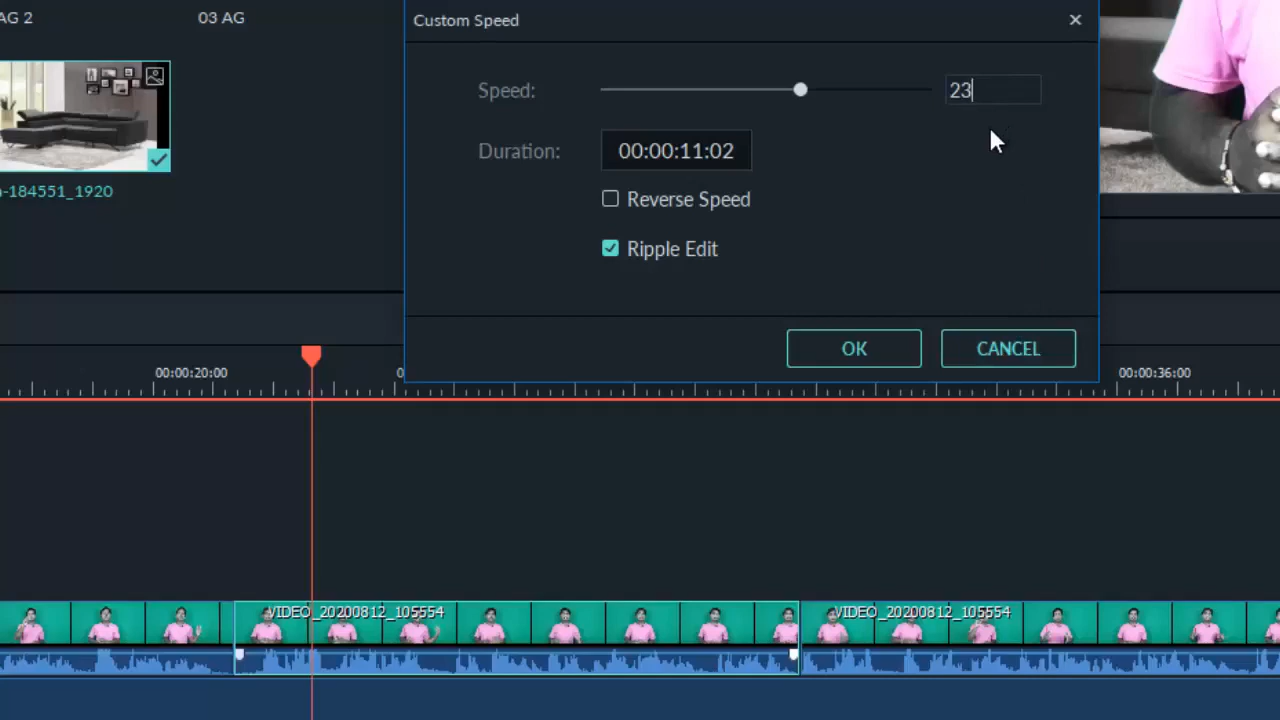 AG 2
03 AG
Custom Speed
Speed:
23
Duration:
00:00:11:02
-184551_1920
Reverse Speed
Ripple Edit
OK
CANCEL
00:00:20:00
00:00:36:00
VIDEO_20200812_105554
VIDEO_20200812_105554